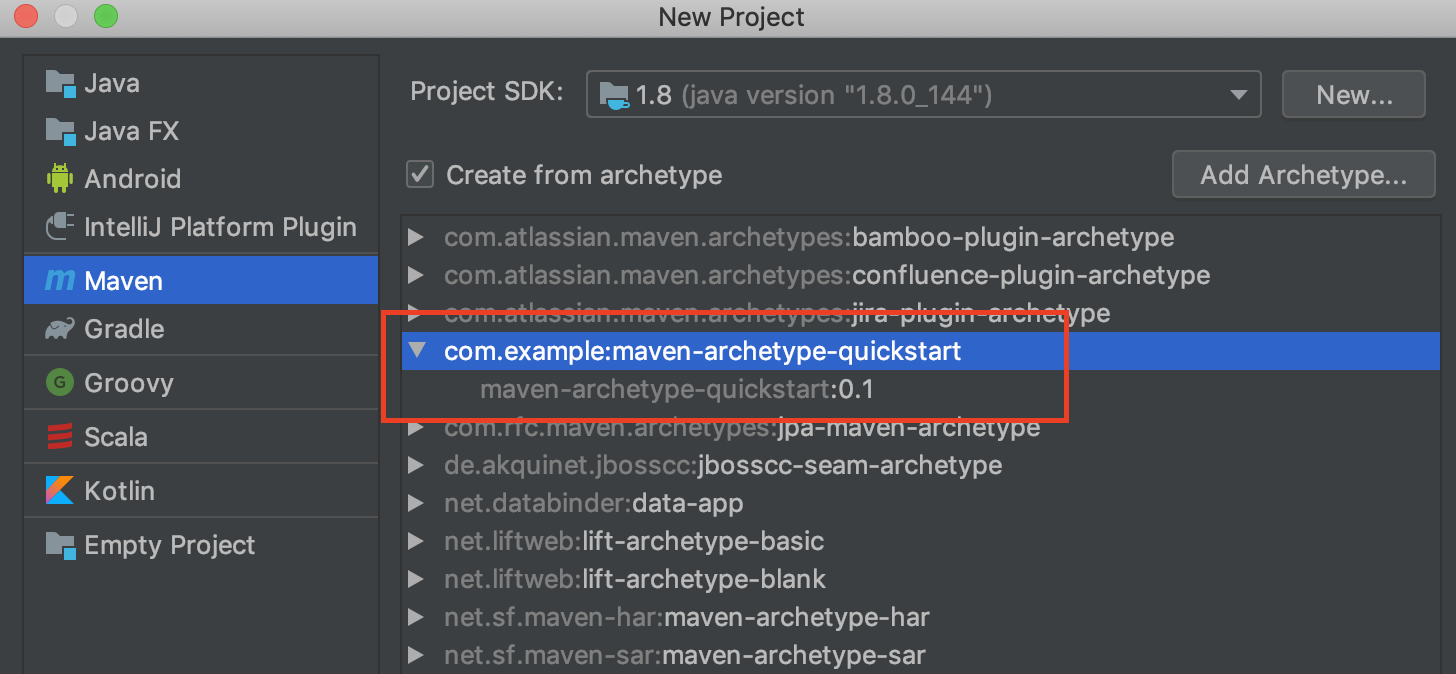 New Project
Java
Java FX
Android
IntelliJ Platform Plugin
Maven
Gradle
Groovy
Scala
Kotlin
Empty Project
Project SDK: 1.8 (java version "1.8.0_144") New...
Create from archetype Add Archetype...
com.atlassian.maven.archetypes:bamboo-plugin-archetype
com.atlassian.maven.archetypes:confluence-plugin-archetype
com.atlassian.maven.archetypes:jira-plugin-archetype
com.example:maven-archetype-quickstart
maven-archetype-quickstart:0.1
com.rfc.maven.archetypes:jpa-maven-archetype
de.akquinet.jbosscc:jbosscc-seam-archetype
net.databinder:data-app
net.liftweb:lift-archetype-basic
net.liftweb:lift-archetype-blank
net.sf.maven-har:maven-archetype-har
net.sf.maven-sar:maven-archetype-sar